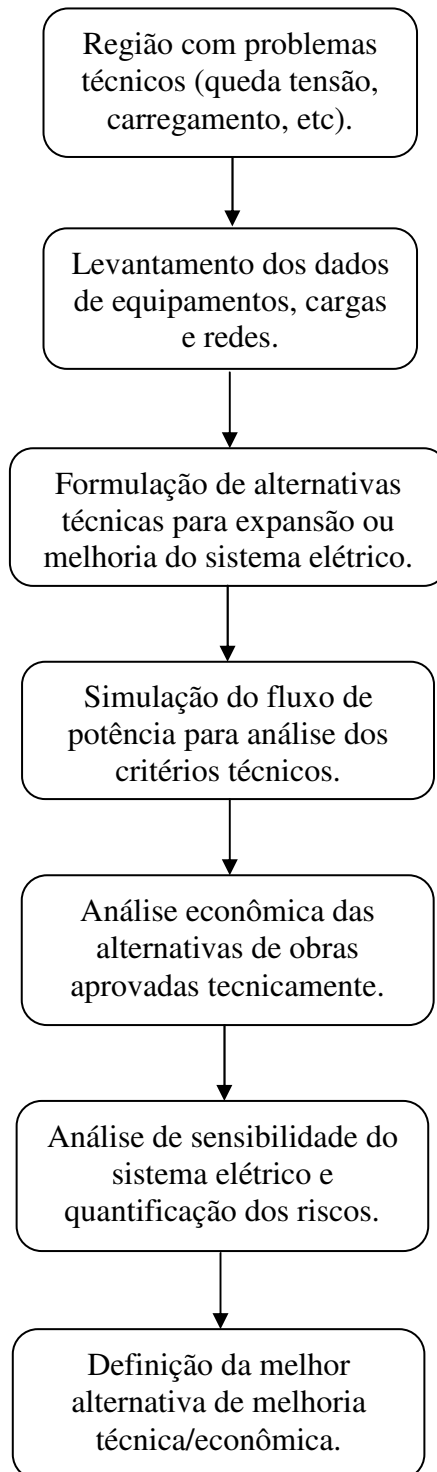 Região com problemas
técnicos (queda tensão,
carregamento, etc).
Levantamento dos dados
de equipamentos, cargas
e redes.
Formulação de alternativas
técnicas para expansão ou
melhoria do sistema elétrico.
Simulação do fluxo de
potência para análise dos
critérios técnicos.
Análise econômica das
alternativas de obras
aprovadas tecnicamente.
Análise de sensibilidade do
sistema elétrico e
quantificação dos riscos.
Definição da melhor
alternativa de melhoria
técnica/econômica.